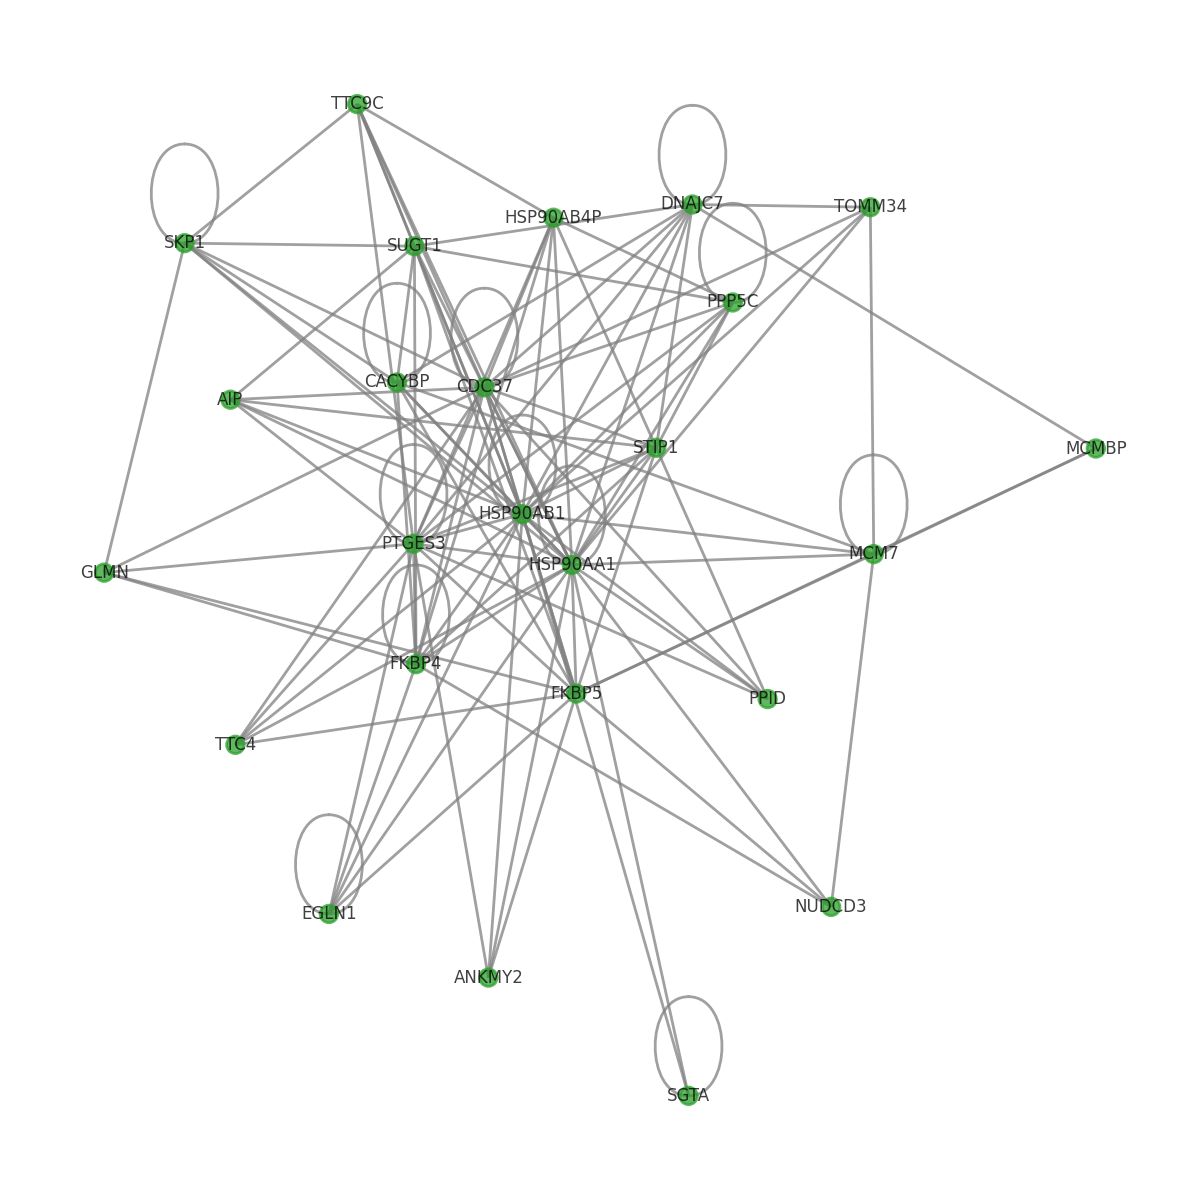 TTC9C
DNAJC7
TOMM34
HSP90AB4P
SKP1
SUGT1
PPP5C
CACYBP
CDC37
AIP
STIP1
MCMBP
HSP90AB1
PTGES3
MCM7
HSP90AA1
GLMN
FKBP4
FKBP5
PPID
TTC4
EGLN1
NUDCD3
ANKMY2
SGTA